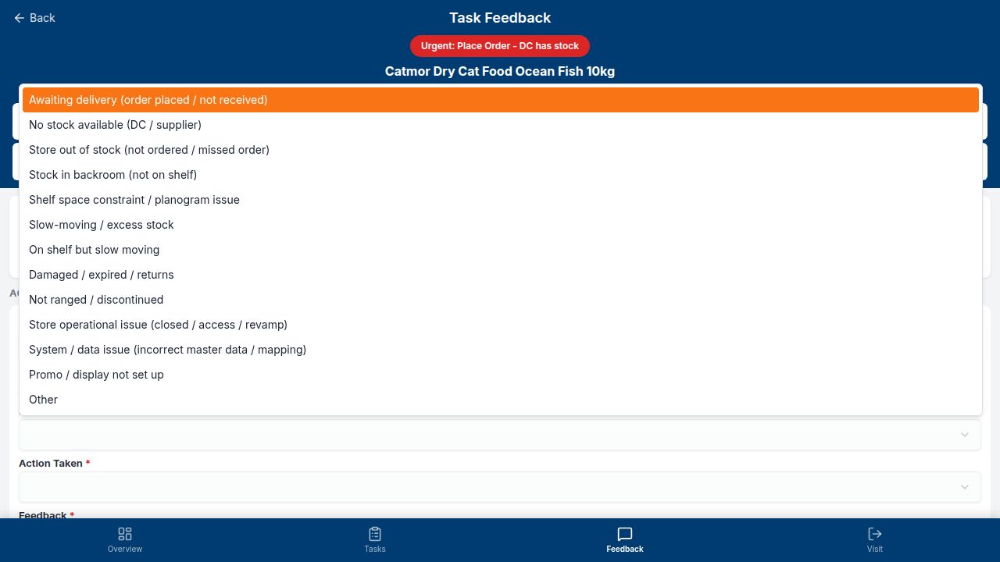 Back
Task Feedback
Urgent: Place Order - DC has stock
Catmor Dry Cat Food Ocean Fish 10kg
Awaiting delivery (order placed / not received)
No stock available (DC / supplier)
Store out of stock (not ordered / missed order)
Stock in backroom (not on shelf)
Shelf space constraint / planogram issue
Slow-moving / excess stock
On shelf but slow moving
Damaged / expired / returns
Not ranged / discontinued
Store operational issue (closed / access / revamp)
System / data issue (incorrect master data / mapping)
Promo / display not set up
Other
Action Taken *
Feedback *
Overview
Tasks
Feedback
Visit